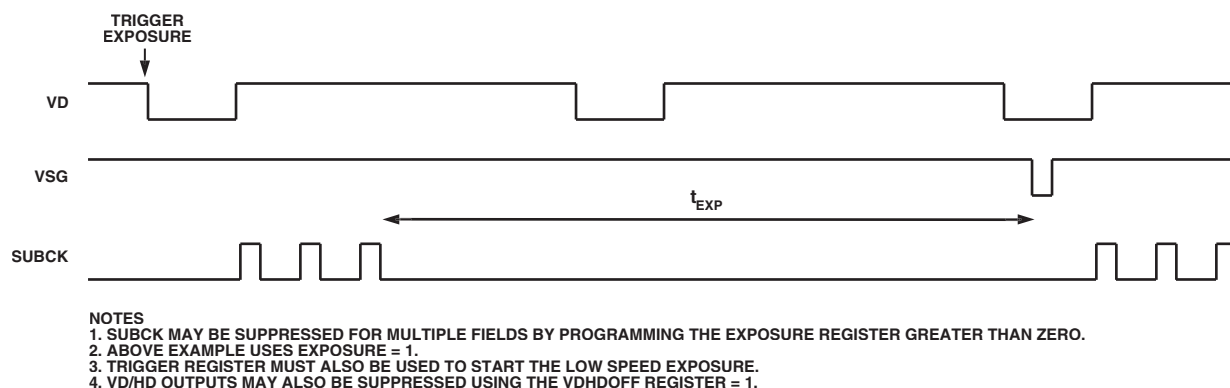 TRIGGER
EXPOSURE
VD
VSG
tEXP
SUBCK
NOTES
1. SUBCK MAY BE SUPPRESSED FOR MULTIPLE FIELDS BY PROGRAMMING THE EXPOSURE REGISTER GREATER THAN ZERO.
2. ABOVE EXAMPLE USES EXPOSURE = 1.
3. TRIGGER REGISTER MUST ALSO BE USED TO START THE LOW SPEED EXPOSURE.
4. VD/HD OUTPUTS MAY ALSO BE SUPPRESSED USING THE VDHDOFF REGISTER = 1.